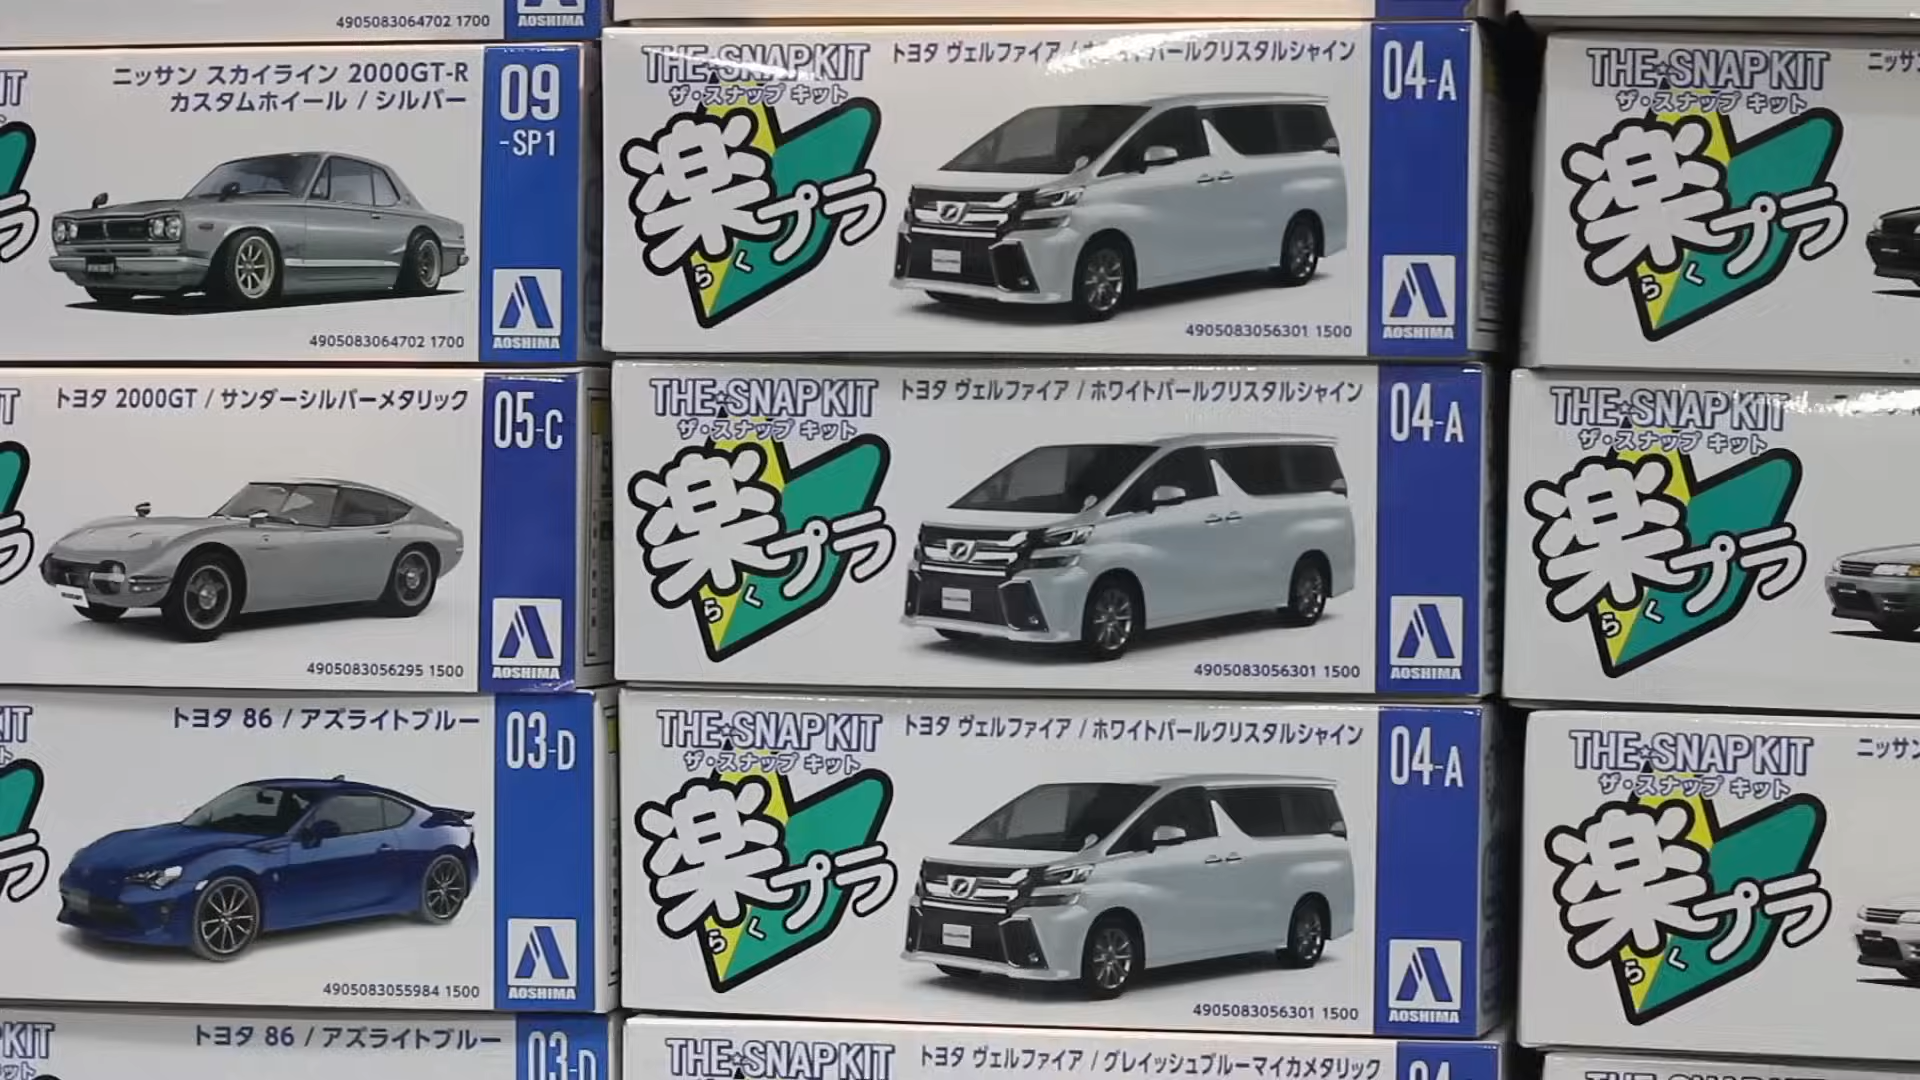 4905083064702 1700
AOSHIMA
ニッサン スカイライン 2000GT-R
カスタムホイール / シルバー
09
-SP1
4905083064702 1700
AOSHIMA
トヨタ 2000GT / サンダーシルバーメタリック
05-C
4905083056295 1500
AOSHIMA
トヨタ 86 / アズライトブルー
03-D
4905083055984 1500
AOSHIMA
トヨタ 86 / アズライトブルー
03-D
THE SNAP KIT
ザ・スナップ キット
楽プラ
らく
トヨタ ヴェルファイア / パールクリスタルシャイン
04-A
4905083056301 1500
AOSHIMA
THE SNAP KIT
ザ・スナップ キット
楽プラ
らく
トヨタ ヴェルファイア / ホワイトパールクリスタルシャイン
04-A
4905083056301 1500
AOSHIMA
THE SNAP KIT
ザ・スナップ キット
楽プラ
らく
トヨタ ヴェルファイア / ホワイトパールクリスタルシャイン
04-A
4905083056301 1500
AOSHIMA
THE SNAP KIT
トヨタ ヴェルファイア / グレイッシュブルーマイカメタリック
THE SNAP KIT
ザ・スナップ キット
楽プラ
らく
THE SNAP KIT
ザ・スナップ キット
楽プラ
らく
THE SNAP KIT
ザ・スナップ キット
楽プラ
らく